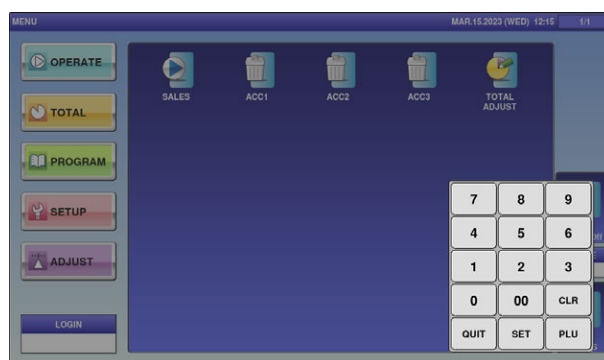 MENU
MAR.15.2023 (WED) 12:15 1/1
OPERATE
TOTAL
PROGRAM
SETUP
ADJUST
LOGIN
SALES
ACC1
ACC2
ACC3
TOTAL
ADJUST
7 8 9
4 5 6
1 2 3
0 00 CLR
QUIT SET PLU